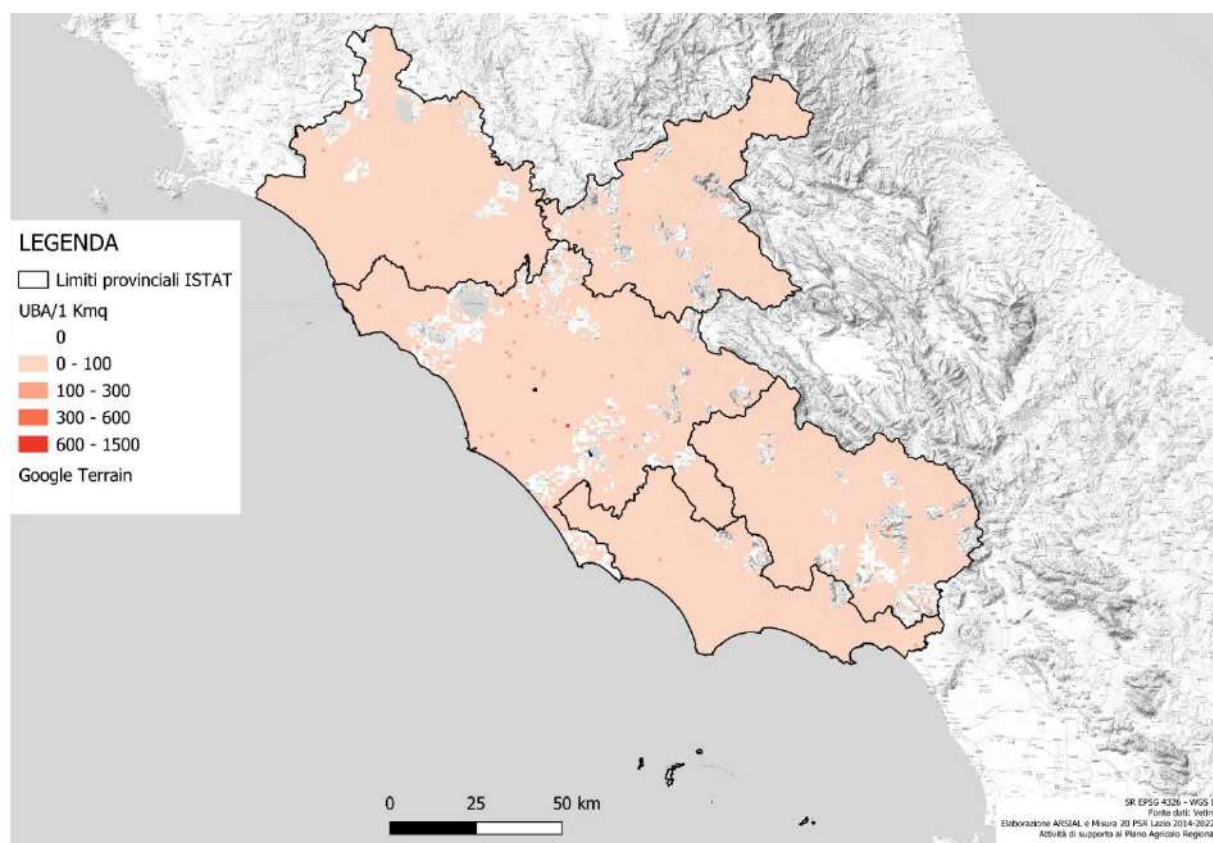 LEGENDA
Limiti provinciali ISTAT
UBA/1 Kmq
0
0 - 100
100 - 300
300 - 600
600 - 1500
Google Terrain
0 25 50 km
SR EPSG 4326 - WGS
Fonte dati: Vetin
Elaborazione ARSIAL e Misura 20 PSR Lazio 2014-2022
Attività di supporto al Piano Agricolo Regiona